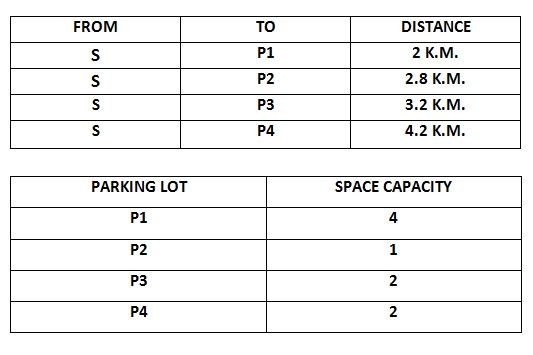 FROM TO DISTANCE
S P1 2 K.M.
S P2 2.8 K.M.
S P3 3.2 K.M.
S P4 4.2 K.M.
PARKING LOT SPACE CAPACITY
P1 4
P2 1
P3 2
P4 2